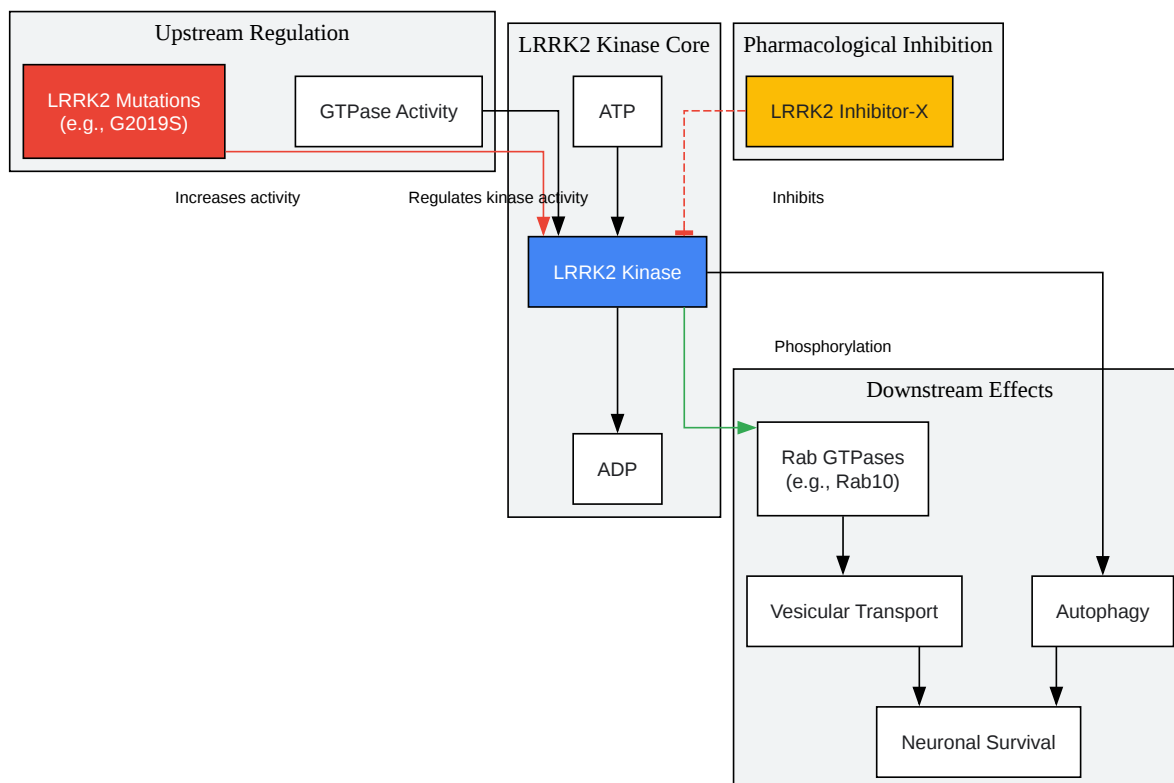 Upstream Regulation
LRRK2 Kinase Core
Pharmacological Inhibition
LRRK2 Mutations
(e.g., G2019S)
GTPase Activity
ATP
LRRK2 Inhibitor-X
Increases activity
Regulates kinase activity
Inhibits
LRRK2 Kinase
Phosphorylation
Downstream Effects
ADP
Rab GTPases
(e.g., Rab10)
Vesicular Transport
Autophagy
Neuronal Survival